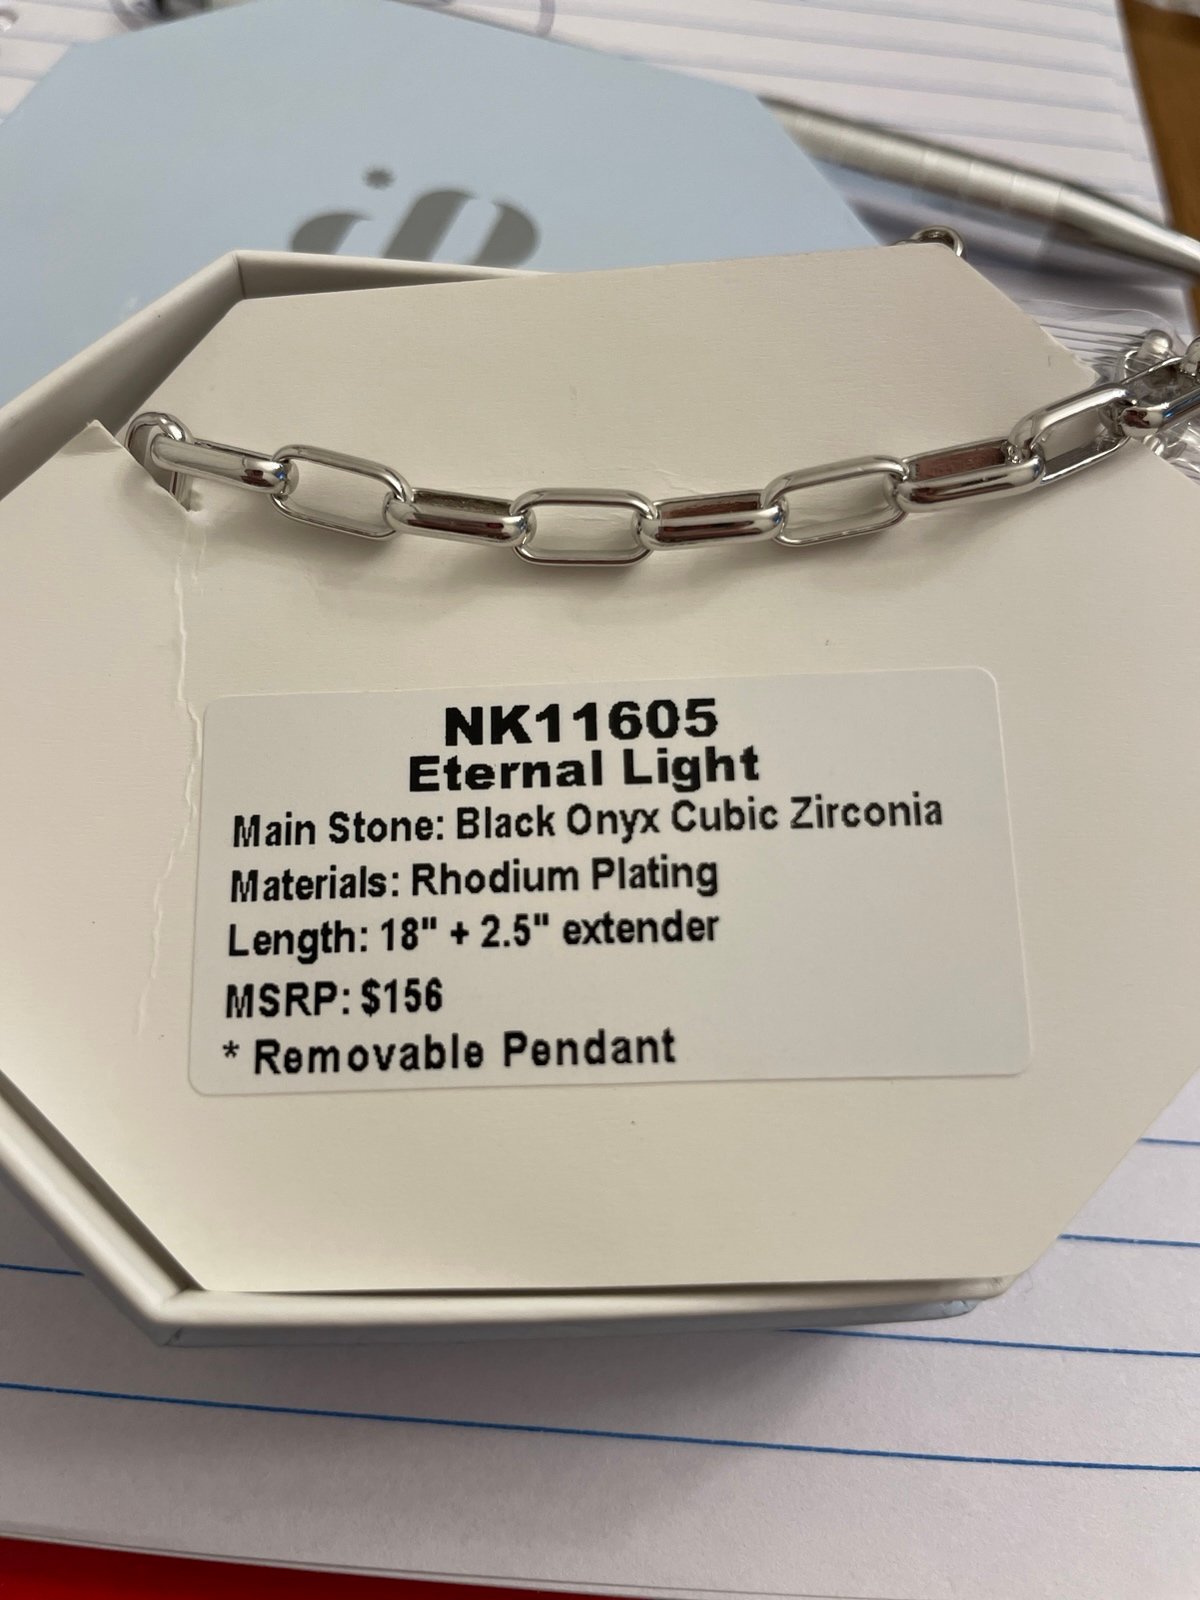 NK11605
Eternal Light
Main Stone: Black Onyx Cubic Zirconia
Materials: Rhodium Plating
Length: 18" + 2.5" extender
MSRP: $156
* Removable Pendant